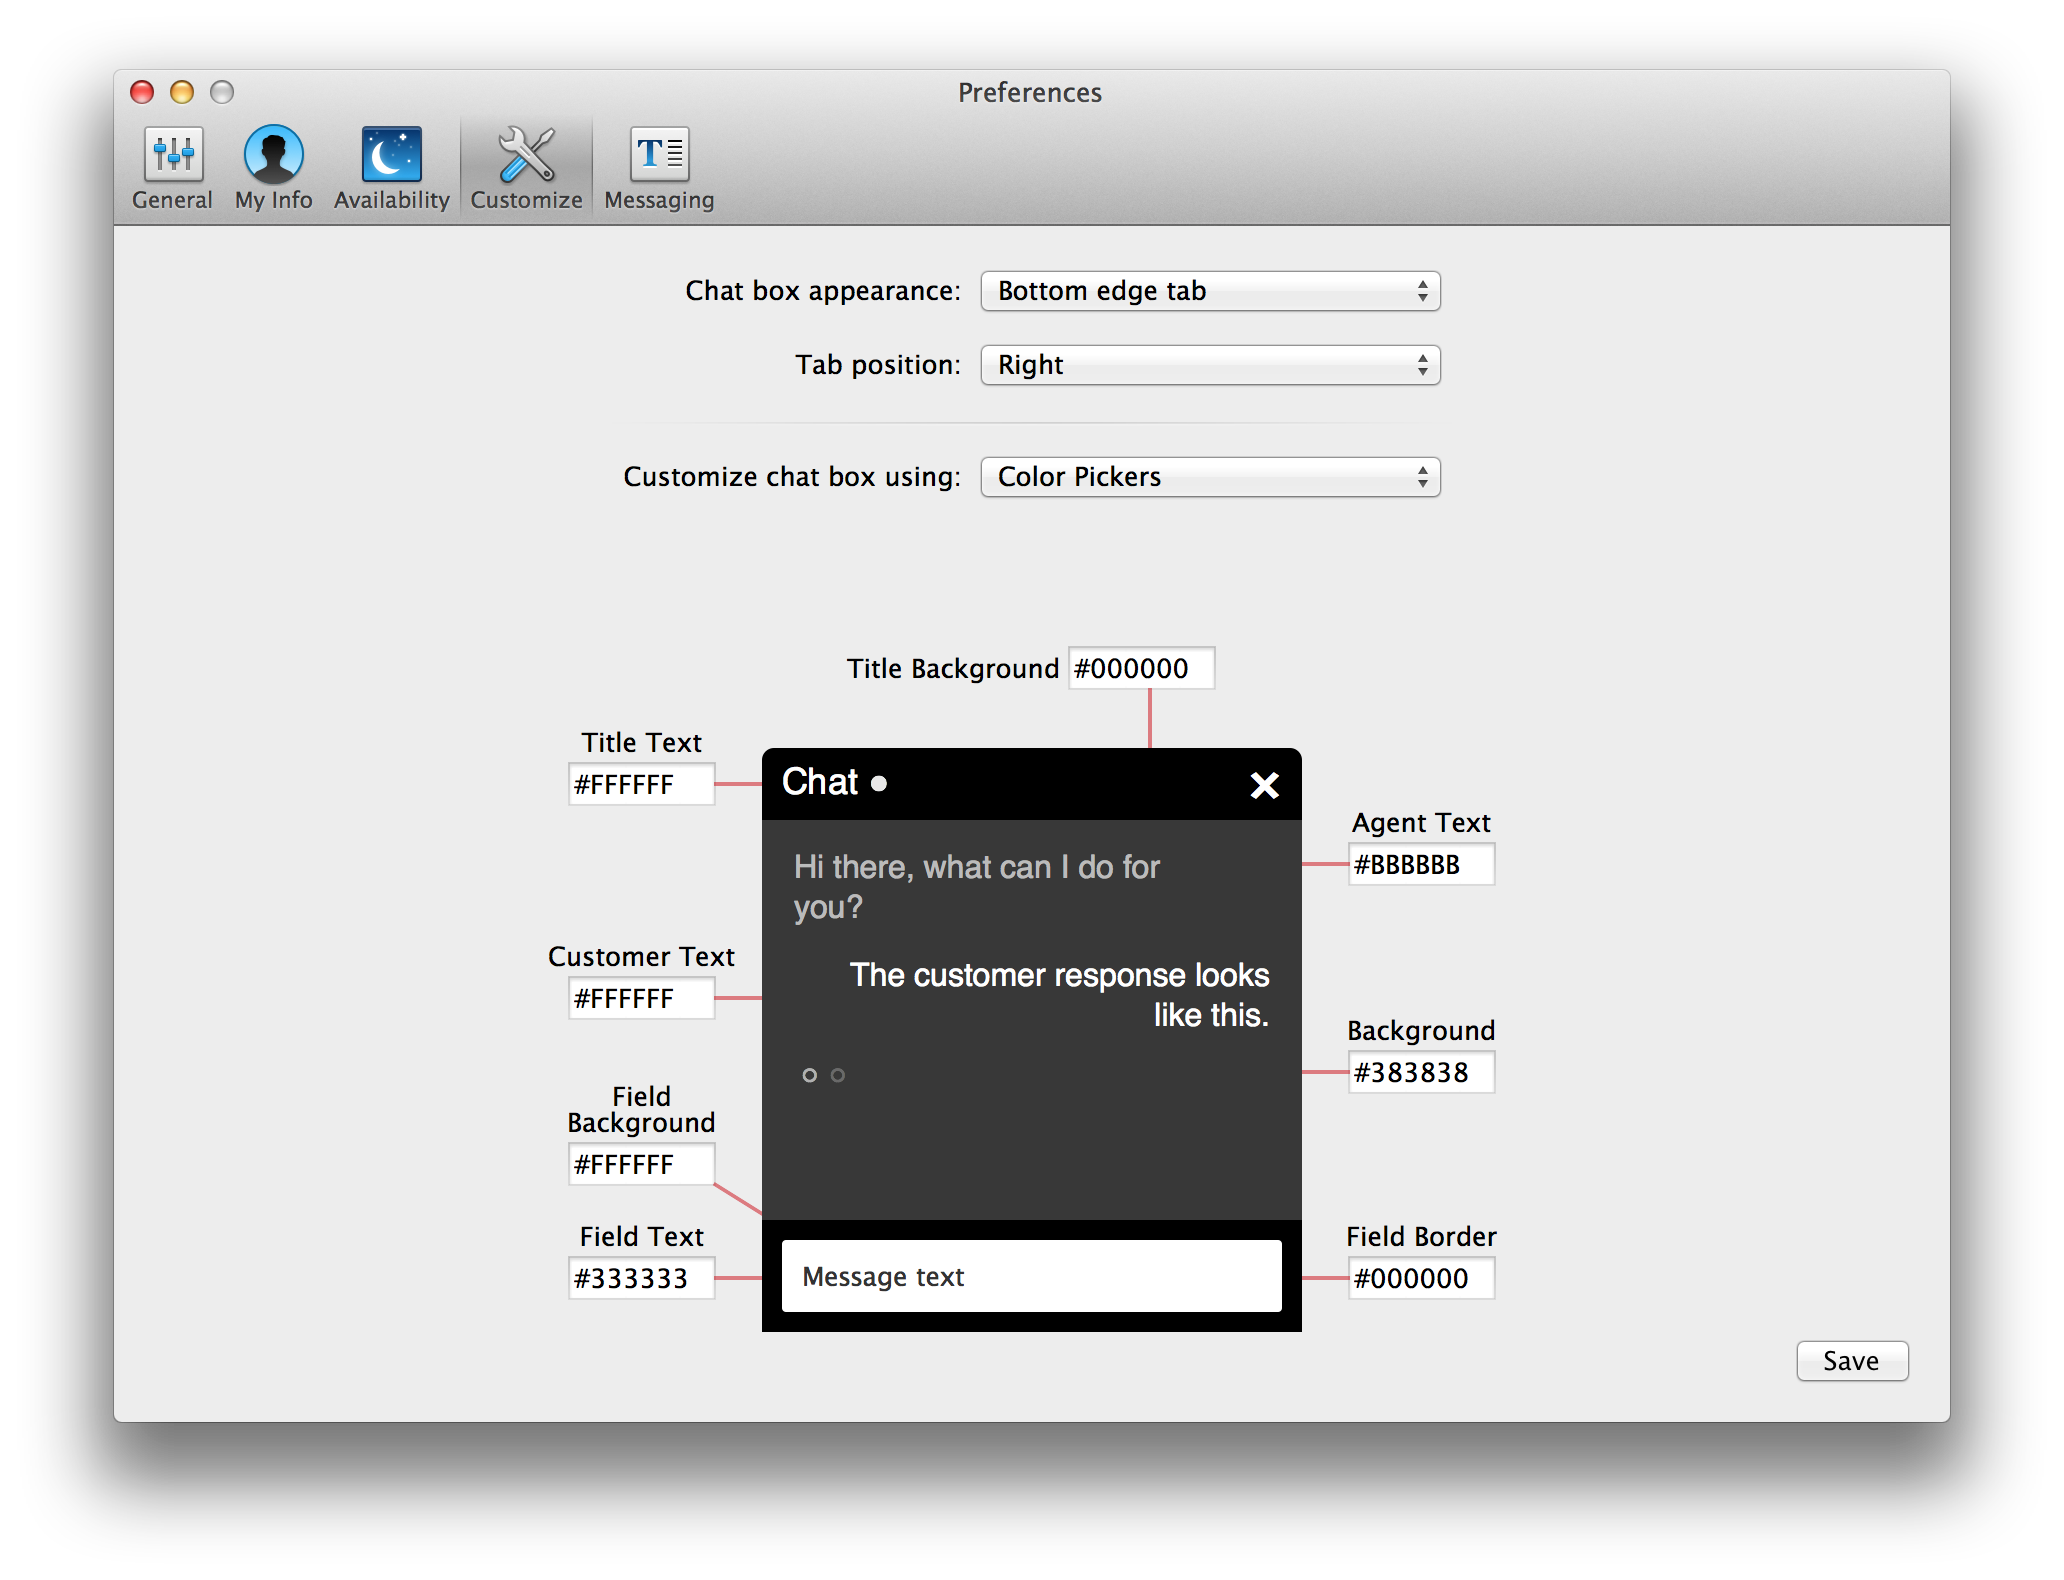 Preferences
General
My Info
Availability
Customize
Messaging
Chat box appearance:
Bottom edge tab
Tab position:
Right
Customize chat box using:
Color Pickers
Title Background
#000000
Title Text
#FFFFFF
Chat
Agent Text
#BBBBBB
Hi there, what can I do for
you?
Customer Text
#FFFFFF
The customer response looks
like this.
Background
#383838
Field
Background
#FFFFFF
Field Text
#333333
Message text
Field Border
#000000
Save